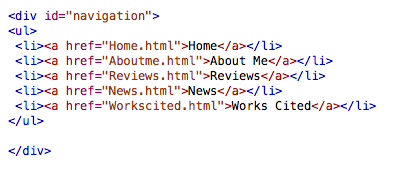 <div id="navigation">
<ul>
<li><a href="Home.html">Home</a></li>
<li><a href="Aboutme.html">About Me</a></li>
<li><a href="Reviews.html">Reviews</a></li>
<li><a href="News.html">News</a></li>
<li><a href="Workscited.html">Works Cited</a></li>
</ul>
</div>